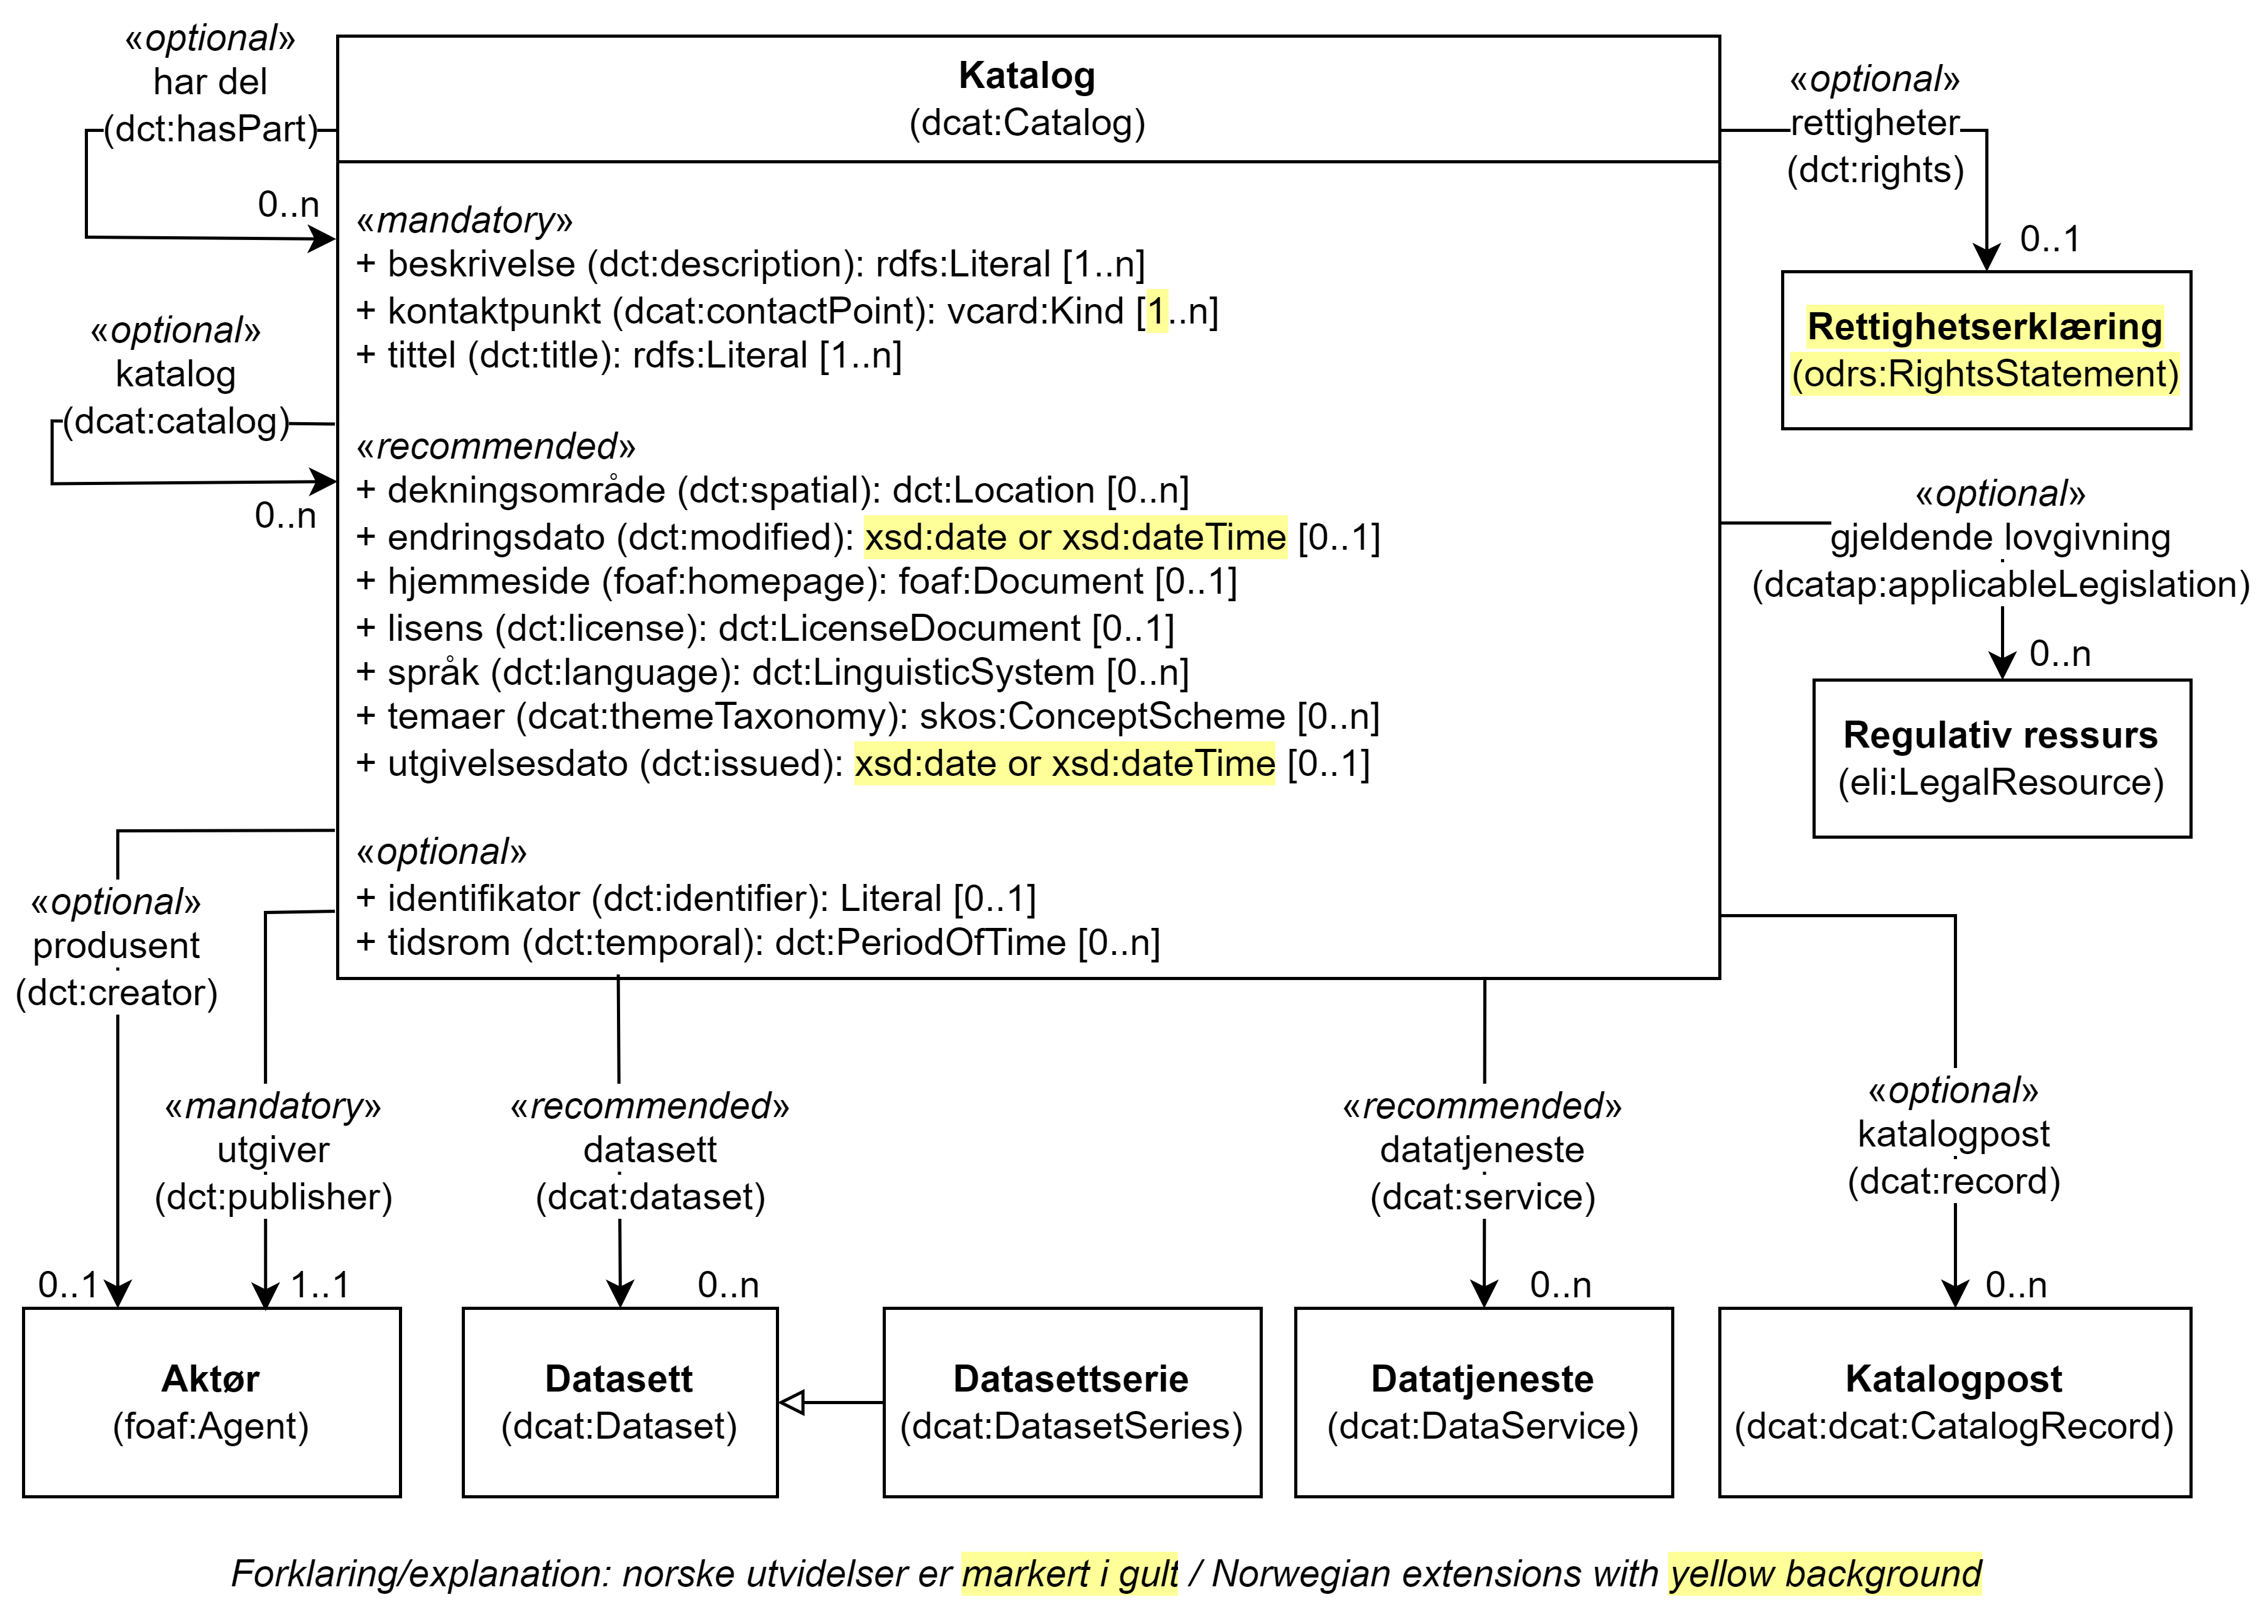 «optional»
har del
(dct:hasPart)
0..n
«optional»
katalog
(dcat:catalog)
0..n
Katalog
(dcat:Catalog)
«mandatory»
+ beskrivelse (dct:description): rdfs:Literal [1..n]
+ kontaktpunkt (dcat:contactPoint): vcard:Kind [1..n]
+ tittel (dct:title): rdfs:Literal [1..n]
«recommended»
+ dekningsområde (dct:spatial): dct:Location [0..n]
+ endringsdato (dct:modified): xsd:date or xsd:dateTime [0..1]
+ hjemmeside (foaf:homepage): foaf:Document [0..1]
+ lisens (dct:license): dct:LicenseDocument [0..1]
+ språk (dct:language): dct:LinguisticSystem [0..n]
+ temaer (dcat:themeTaxonomy): skos:ConceptScheme [0..n]
+ utgivelsesdato (dct:issued): xsd:date or xsd:dateTime [0..1]
«optional»
+ identifikator (dct:identifier): Literal [0..1]
+ tidsrom (dct:temporal): dct:PeriodOfTime [0..n]
«optional»
rettigheter
(dct:rights)
0..1
Rettighetserklæring
(odrs:RightsStatement)
«optional»
gjeldende lovgivning
(dcatap:applicableLegislation)
0..n
Regulativ ressurs
(eli:LegalResource)
«optional»
produsent
(dct:creator)
0..1
«mandatory»
utgiver
(dct:publisher)
1..1
«recommended»
datasett
(dcat:dataset)
0..n
«recommended»
datatjeneste
(dcat:service)
0..n
«optional»
katalogpost
(dcat:record)
0..n
Aktør
(foaf:Agent)
Datasett
(dcat:Dataset)
Datasettserie
(dcat:DatasetSeries)
Datatjeneste
(dcat:DataService)
Katalogpost
(dcat:dcat:CatalogRecord)
Forklaring/explanation: norske utvidelser er markert i gult / Norwegian extensions with yellow background